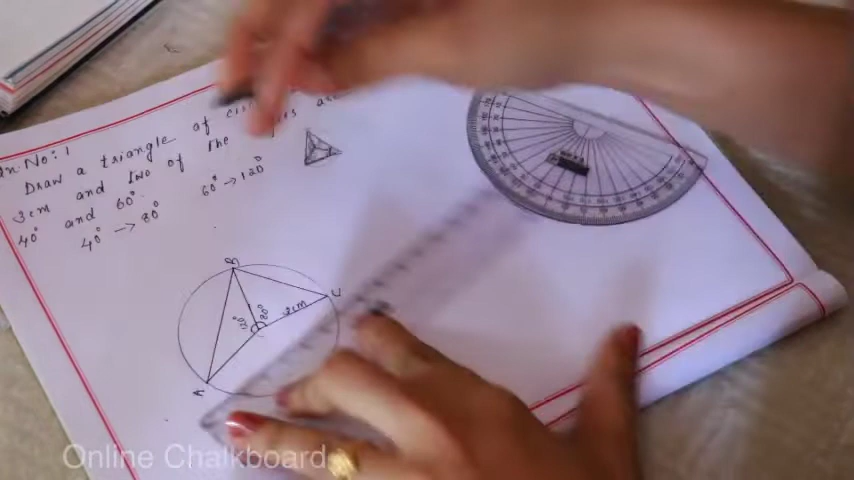 Qn.No:1
Draw a triangle of
3cm and two of the
40° and 60°.
40° → 80°
60° → 120°
B
C
120°
80°
3cm
A
Online Chalkboard